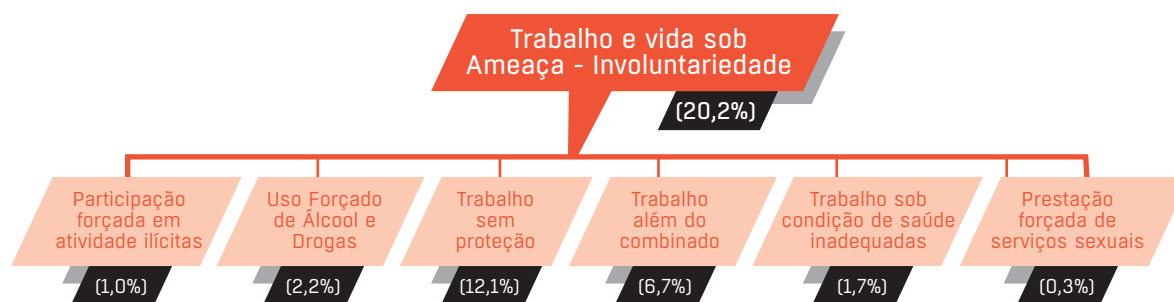 Trabalho e vida sob
Ameaça - Involuntariedade
(20,2%)
Participação
forçada em
atividade ilícitas
(1,0%)
Uso Forçado
de Álcool e
Drogas
(2,2%)
Trabalho
sem
proteção
(12,1%)
Trabalho
além do
combinado
(6,7%)
Trabalho sob
condição de saúde
inadequadas
(1,7%)
Prestação
forçada de
serviços sexuais
(0,3%)